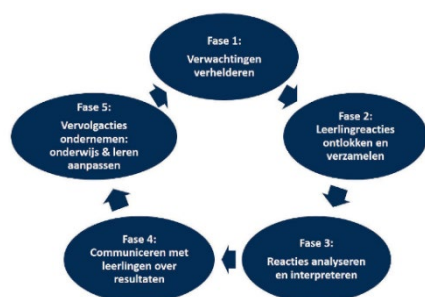 Fase 1:
Verwachtingen
verhelderen
Fase 2:
Leerlingreacties
ontlokken en
verzamelen
Fase 3:
Reacties analyseren
en interpreteren
Fase 4:
Communiceren met
leerlingen over
resultaten
Fase 5:
Vervolgacties
ondernemen:
onderwijs & leren
aanpassen